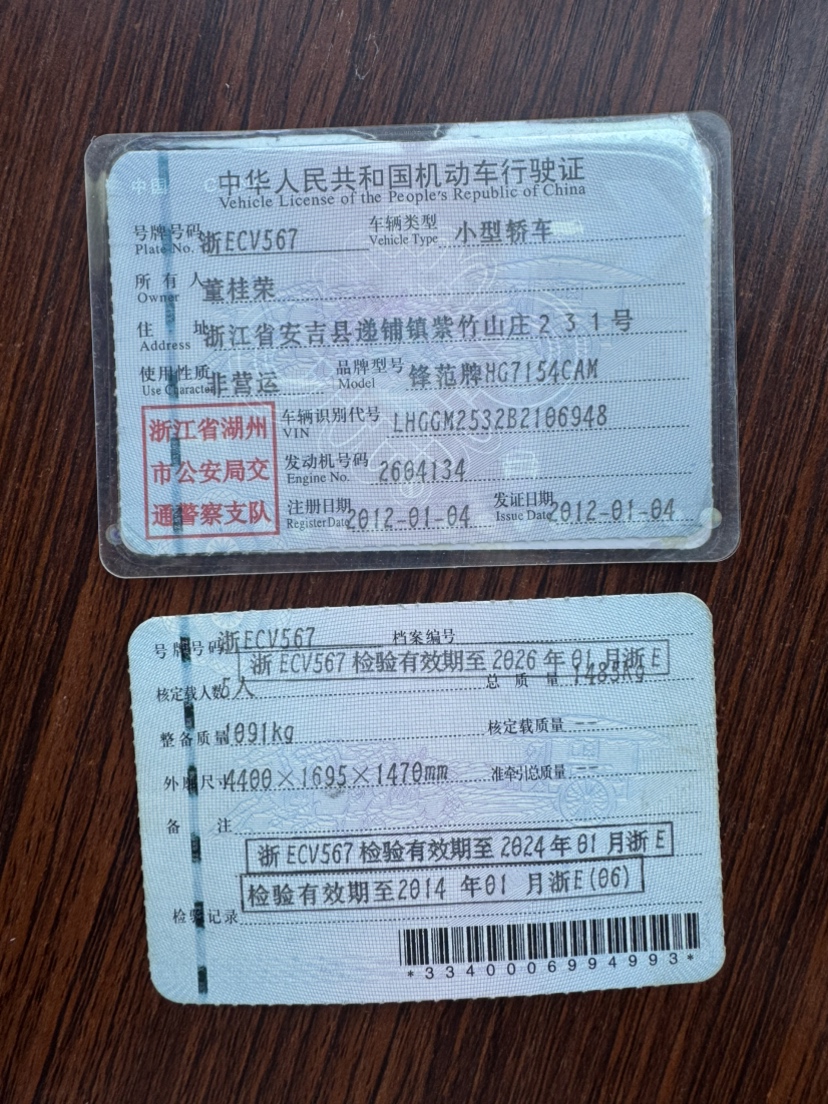 中华人民共和国机动车行驶证
Vehicle License of the People's Republic of China
号牌号码 浙ECV567 车辆类型 小型轿车
Plate No. Vehicle Type
所有人 董桂荣
Owner
住址 浙江省安吉县递铺镇紫竹山庄231号
Address
使用性质 非营运 品牌型号 锋范牌HG7154CAM
Use Character Model
浙江省湖州
市公安局交
通警察支队
车辆识别代号 LHGGM2532B2106948
VIN
发动机号码 2604134
Engine No.
注册日期 2012-01-04 发证日期 2012-01-04
Register Date Issue Date
号牌号码 浙ECV567 档案编号
浙ECV567检验有效期至2026年01月浙E
核定载人数 5人 总质量 1485kg
整备质量 1091kg 核定载质量 --
外廓尺寸 4400×1695×1470mm 准牵引总质量 --
备注
浙ECV567检验有效期至2024年01月浙E
检验有效期至2014年01月浙E(06)
检验记录
*3340006994993*